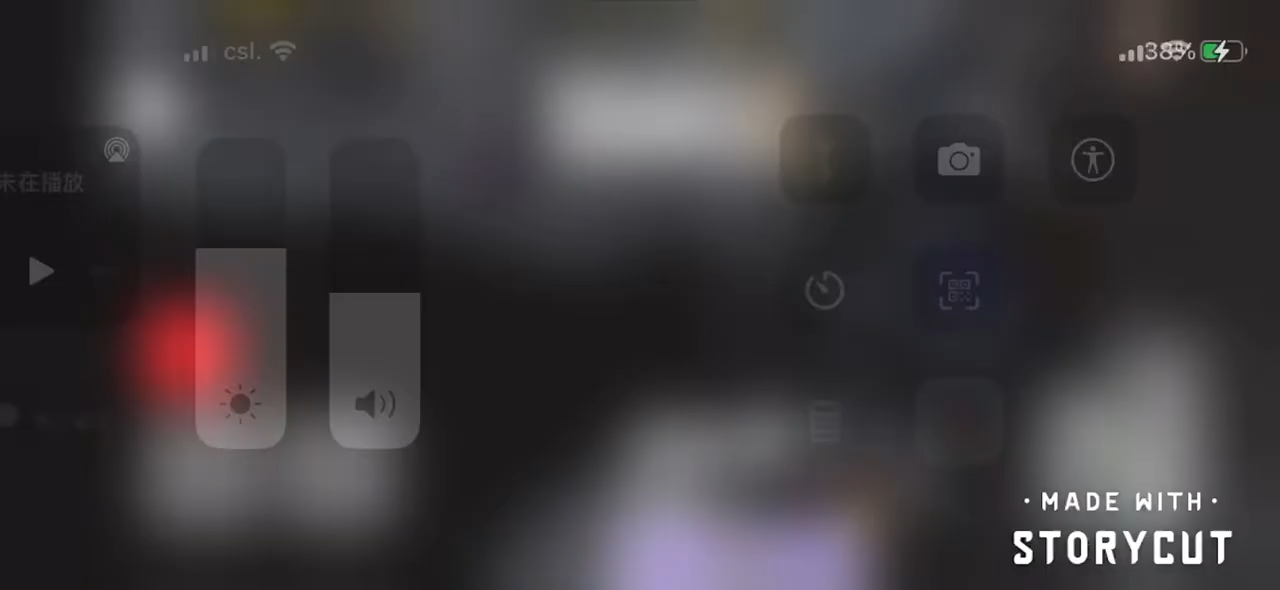 csl.
38%
未在播放
· MADE WITH ·
STORYCUT